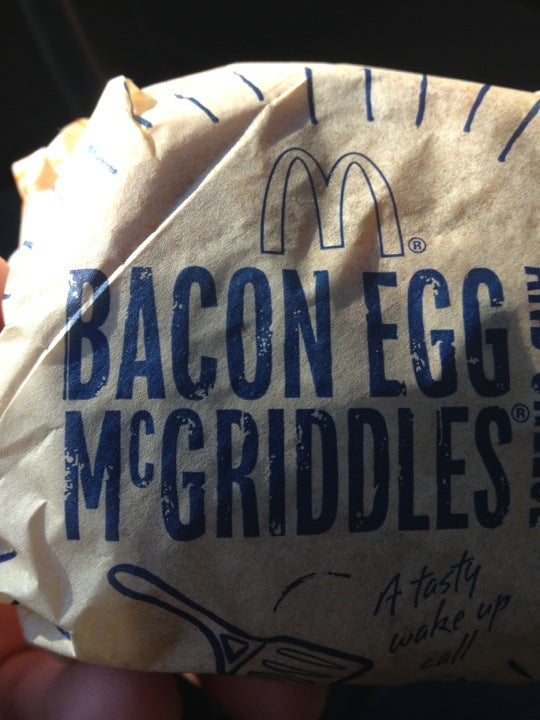 M®
BACON EGG
McGRIDDLES®
A tasty
wake up
call